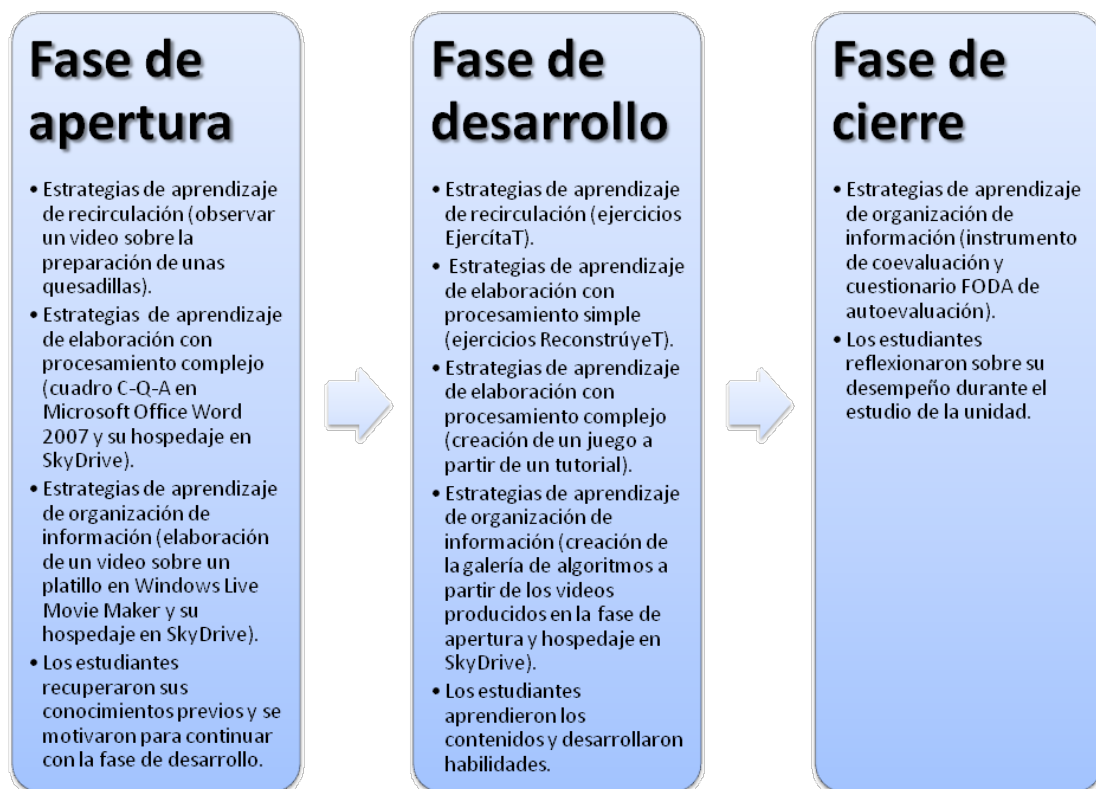 Fase de
apertura
• Estrategias de aprendizaje
de recirculación (observar
un video sobre la
preparación de unas
quesadillas).
• Estrategias de aprendizaje
de elaboración con
procesamiento complejo
(cuadro C-Q-A en
Microsoft Office Word
2007 y su hospedaje en
SkyDrive).
• Estrategias de aprendizaje
de organización de
información (elaboración
de un video sobre un
platillo en Windows Live
Movie Maker y su
hospedaje en SkyDrive).
• Los estudiantes
recuperaron sus
conocimientos previos y se
motivaron para continuar
con la fase de desarrollo.
Fase de
desarrollo
• Estrategias de aprendizaje
de recirculación (ejercicios
EjercítaT).
• Estrategias de aprendizaje
de elaboración con
procesamiento simple
(ejercicios ReconstrúyeT).
• Estrategias de aprendizaje
de elaboración con
procesamiento complejo
(creación de un juego a
partir de un tutorial).
• Estrategias de aprendizaje
de organización de
información (creación de
la galería de algoritmos a
partir de los videos
producidos en la fase de
apertura y hospedaje en
SkyDrive).
• Los estudiantes
aprendieron los
contenidos y desarrollaron
habilidades.
Fase de
cierre
• Estrategias de aprendizaje
de organización de
información (instrumento
de coevaluación y
cuestionario FODA de
autoevaluación).
• Los estudiantes
reflexionaron sobre su
desempeño durante el
estudio de la unidad.